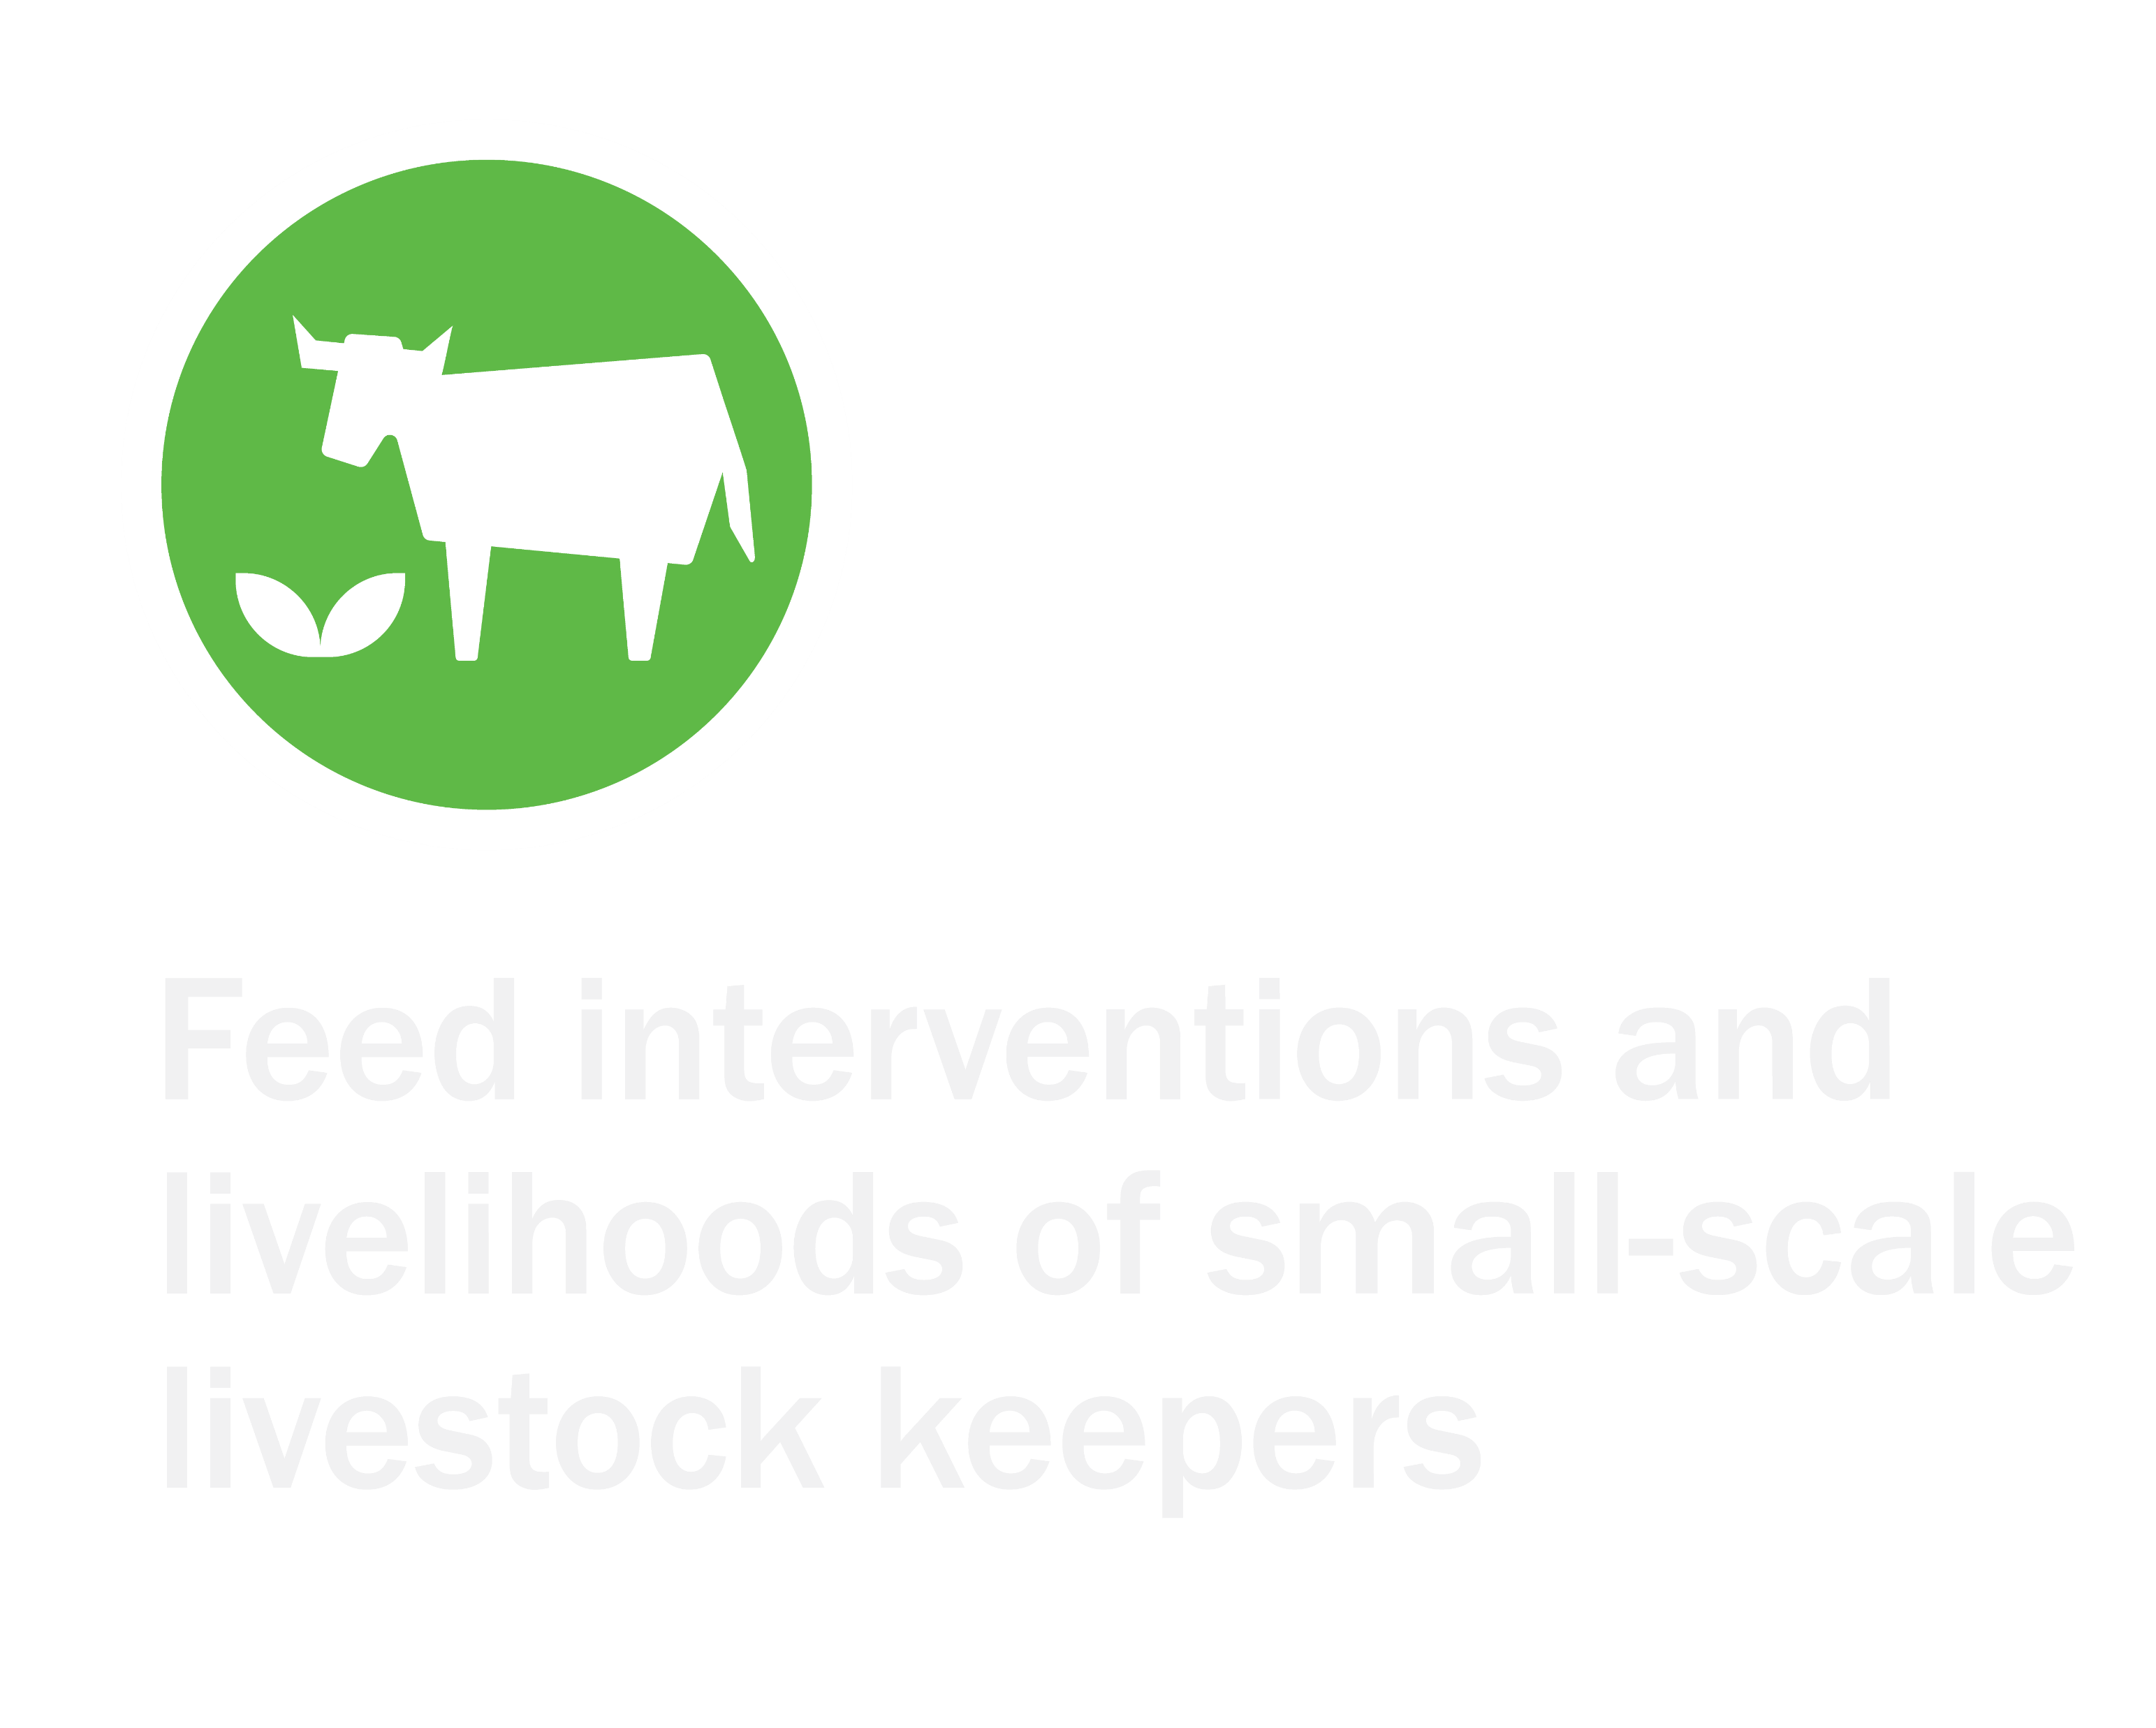 Feed interventions and
livelihoods of small-scale
livestock keepers